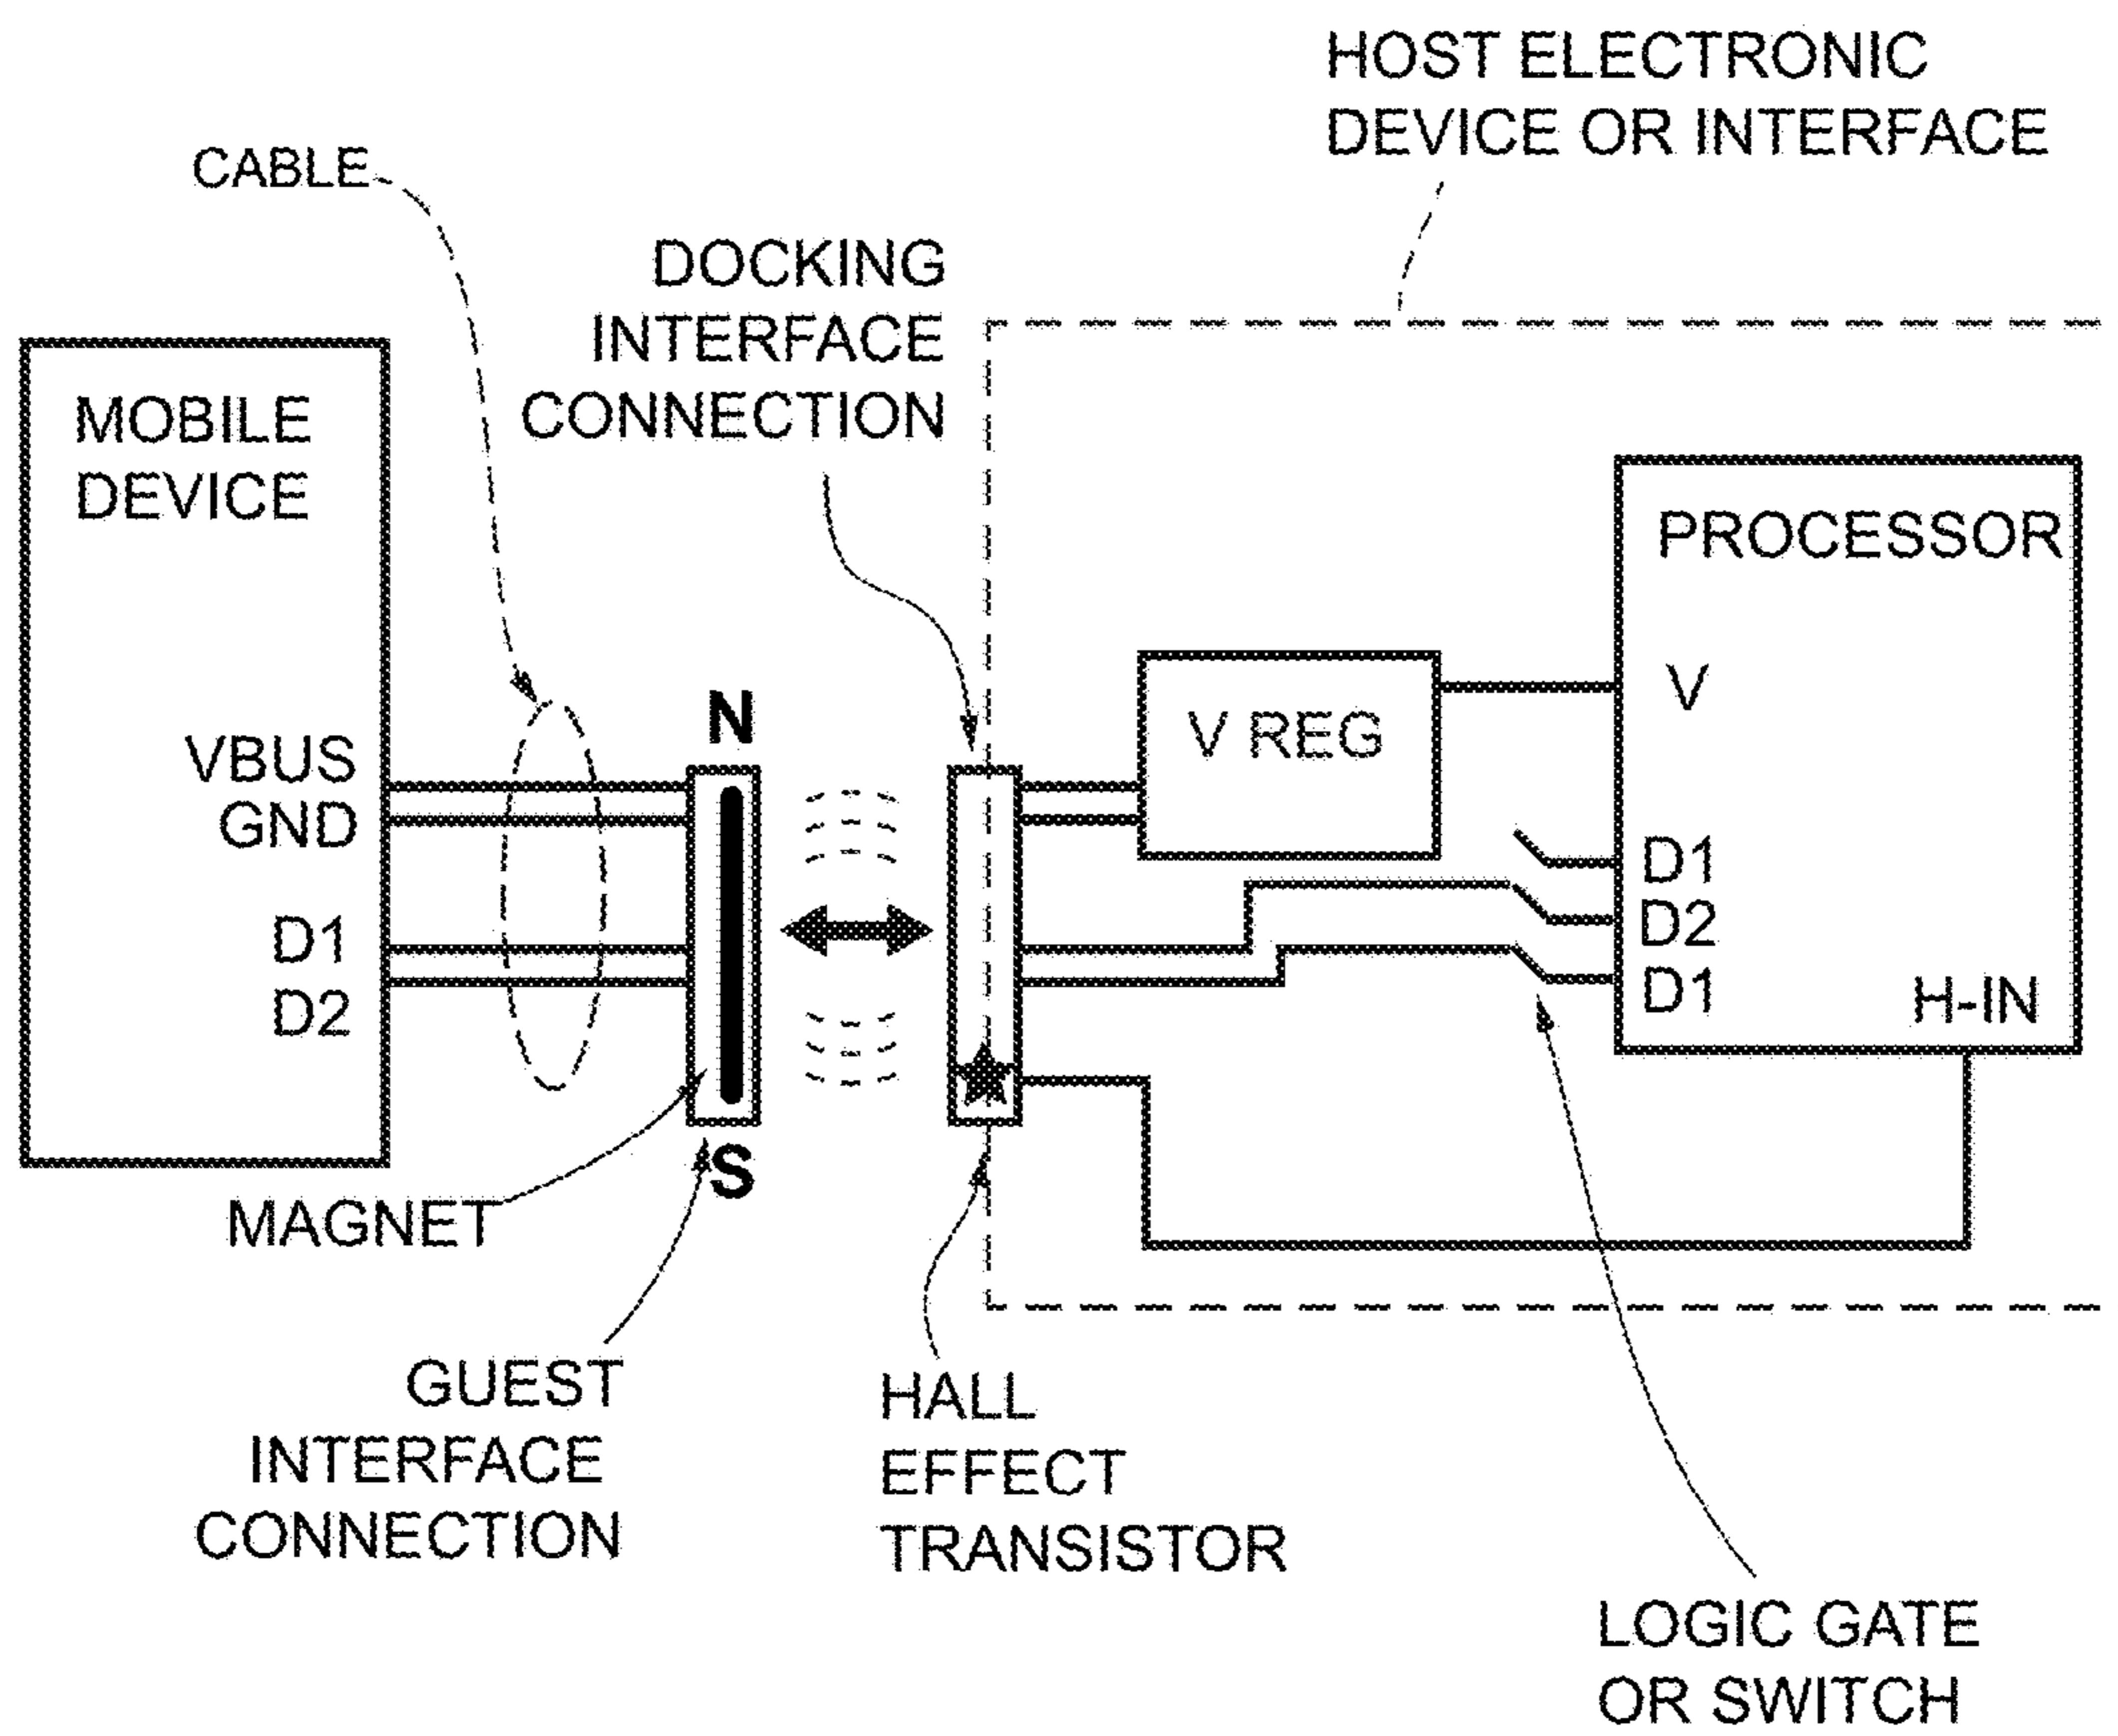 HOST ELECTRONIC
DEVICE OR INTERFACE
CABLE
DOCKING
INTERFACE
CONNECTION
MOBILE
DEVICE
PROCESSOR
V
V REG
N
VBUS
GND
D1
D2
D1
D2
D1
H-IN
S
MAGNET
GUEST
INTERFACE
CONNECTION
HALL
EFFECT
TRANSISTOR
LOGIC GATE
OR SWITCH